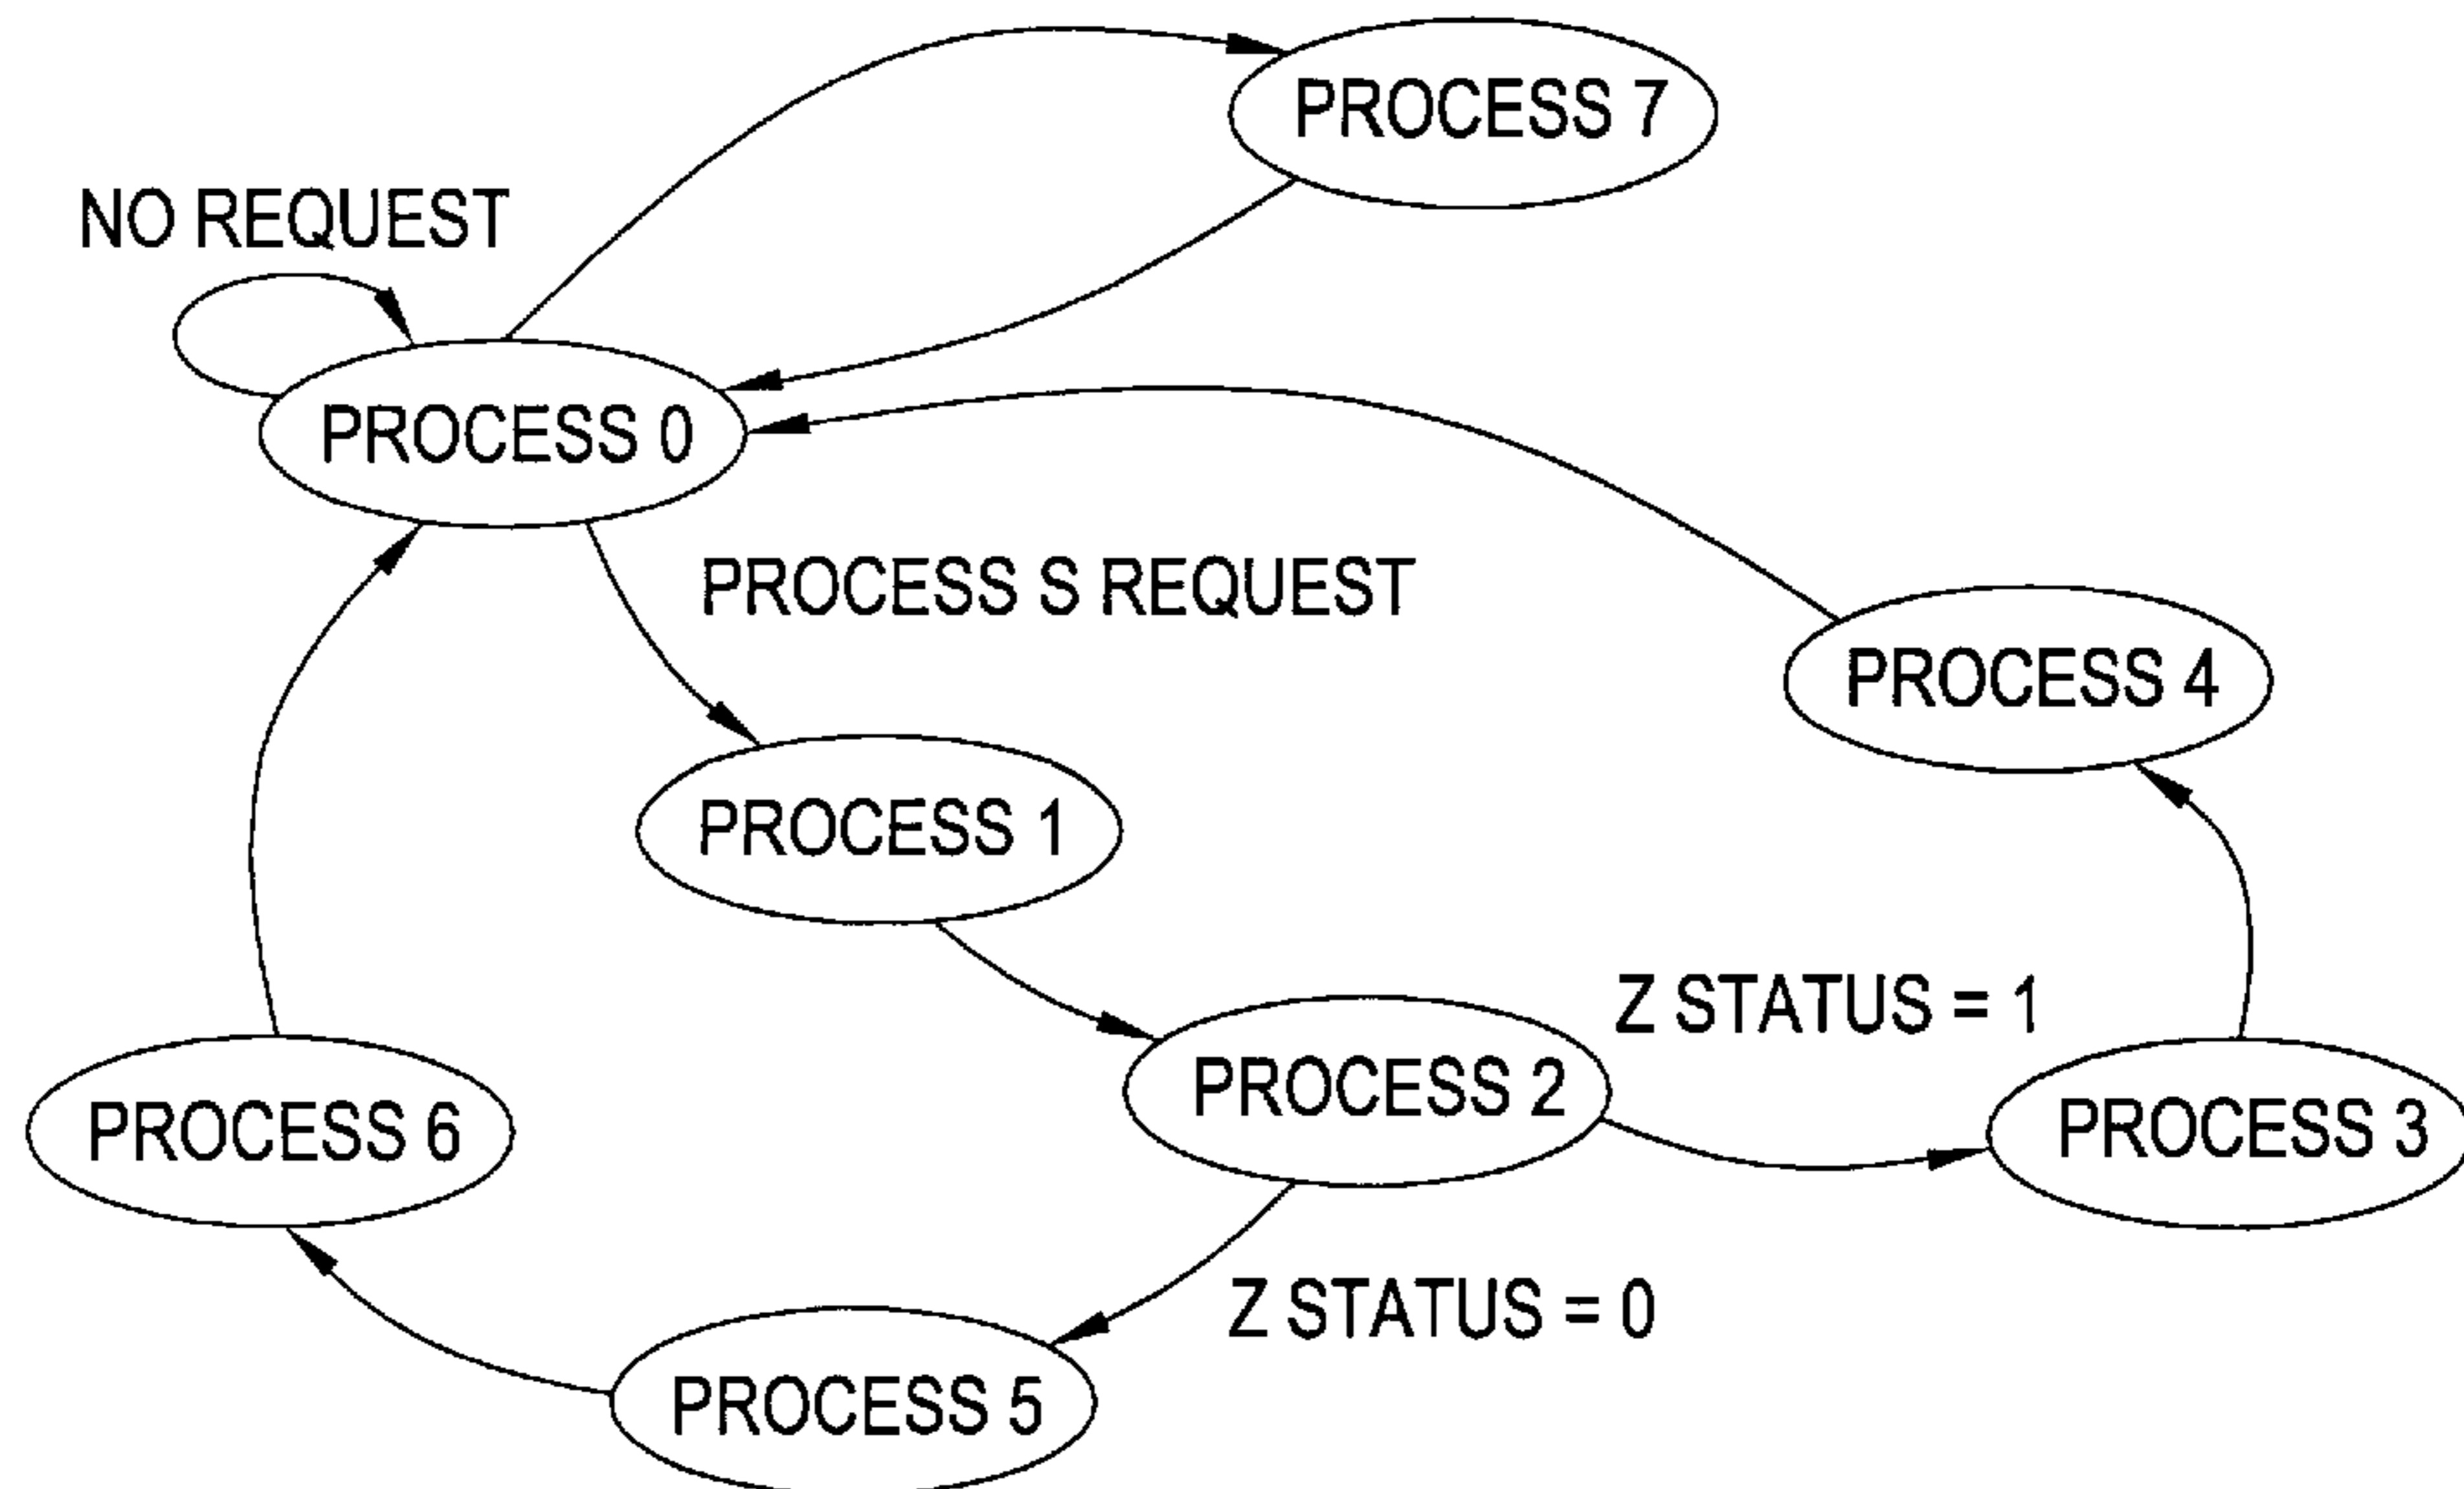 PROCESS 7
NO REQUEST
PROCESS 0
PROCESS S REQUEST
PROCESS 4
PROCESS 1
Z STATUS = 1
PROCESS 2
PROCESS 3
PROCESS 6
Z STATUS = 0
PROCESS 5